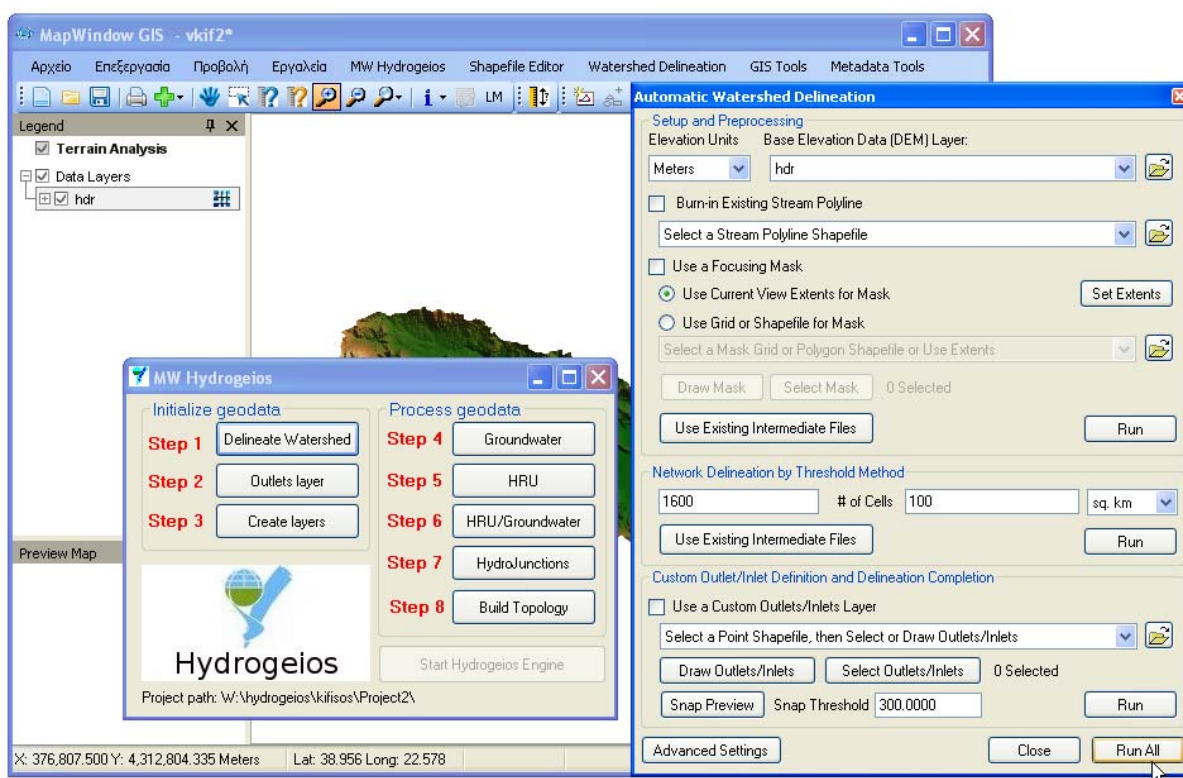 MapWindow GIS - vkif2*
Αρχείο Επεξεργασία Προβολή Εργαλεία MW Hydrogeios Shapefile Editor Watershed Delineation GIS Tools Metadata Tools
LM
Legend
Terrain Analysis
Data Layers
hdr
Preview Map
X: 376,807.500 Y: 4,312,804.335 Meters Lat: 38.956 Long: 22.578
MW Hydrogeios
Initialize geodata
Step 1 Delineate Watershed
Step 2 Outlets layer
Step 3 Create layers
Process geodata
Step 4 Groundwater
Step 5 HRU
Step 6 HRU/Groundwater
Step 7 HydroJunctions
Step 8 Build Topology
Hydrogeios
Start Hydrogeios Engine
Project path: W:\hydrogeios\kifisos\Project2\
Automatic Watershed Delineation
Setup and Preprocessing
Elevation Units Base Elevation Data (DEM) Layer:
Meters hdr
Burn-in Existing Stream Polyline
Select a Stream Polyline Shapefile
Use a Focusing Mask
Use Current View Extents for Mask Set Extents
Use Grid or Shapefile for Mask
Select a Mask Grid or Polygon Shapefile or Use Extents
Draw Mask Select Mask 0 Selected
Use Existing Intermediate Files Run
Network Delineation by Threshold Method
1600 # of Cells 100 sq. km
Use Existing Intermediate Files Run
Custom Outlet/Inlet Definition and Delineation Completion
Use a Custom Outlets/Inlets Layer
Select a Point Shapefile, then Select or Draw Outlets/Inlets
Draw Outlets/Inlets Select Outlets/Inlets 0 Selected
Snap Preview Snap Threshold 300.0000 Run
Advanced Settings Close Run All